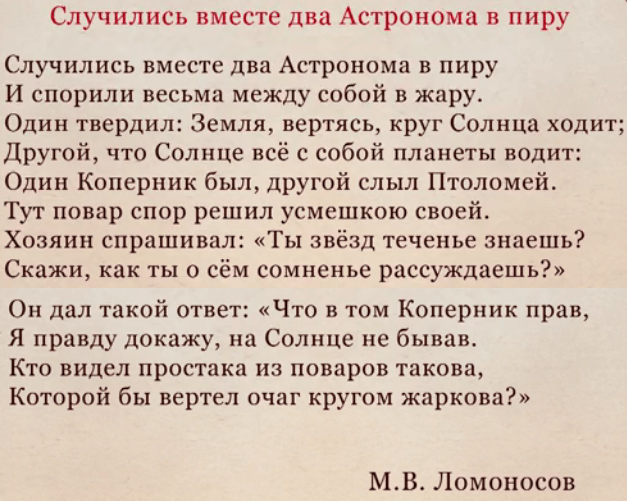 Случились вместе два Астронома в пиру
Случились вместе два Астронома в пиру
И спорили весьма между собой в жару.
Один твердил: Земля, вертясь, круг Солнца ходит;
Другой, что Солнце всё с собой планеты водит:
Один Коперник был, другой слыл Птоломей.
Тут повар спор решил усмешкою своей.
Хозяин спрашивал: «Ты звёзд теченье знаешь?
Скажи, как ты о сём сомненье рассуждаешь?»
Он дал такой ответ: «Что в том Коперник прав,
Я правду докажу, на Солнце не бывав.
Кто видел простака из поваров такова,
Которой бы вертел очаг кругом жаркова?»
М.В. Ломоносов